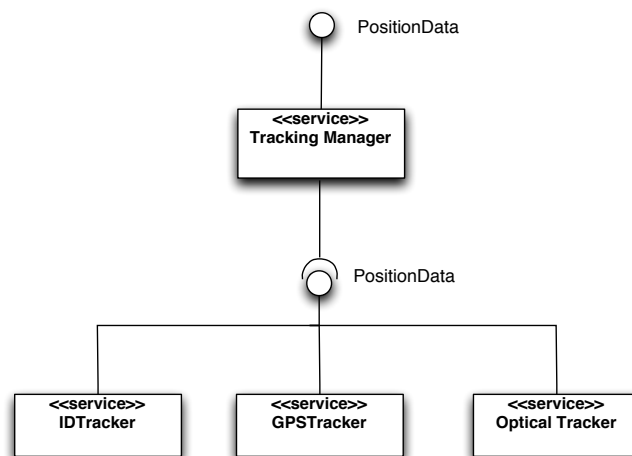 PositionData
<<service>>
Tracking Manager
PositionData
<<service>>
IDTracker
<<service>>
GPSTracker
<<service>>
Optical Tracker